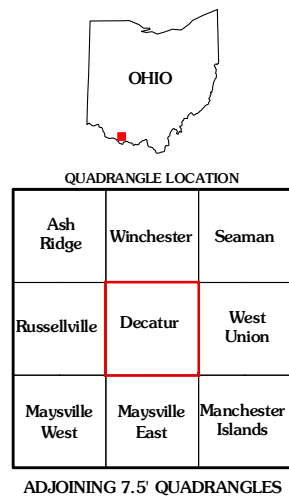 OHIO
QUADRANGLE LOCATION
Ash
Ridge
Winchester
Seaman
Russellville
Decatur
West
Union
Maysville
West
Maysville
East
Manchester
Islands
ADJOINING 7.5' QUADRANGLES